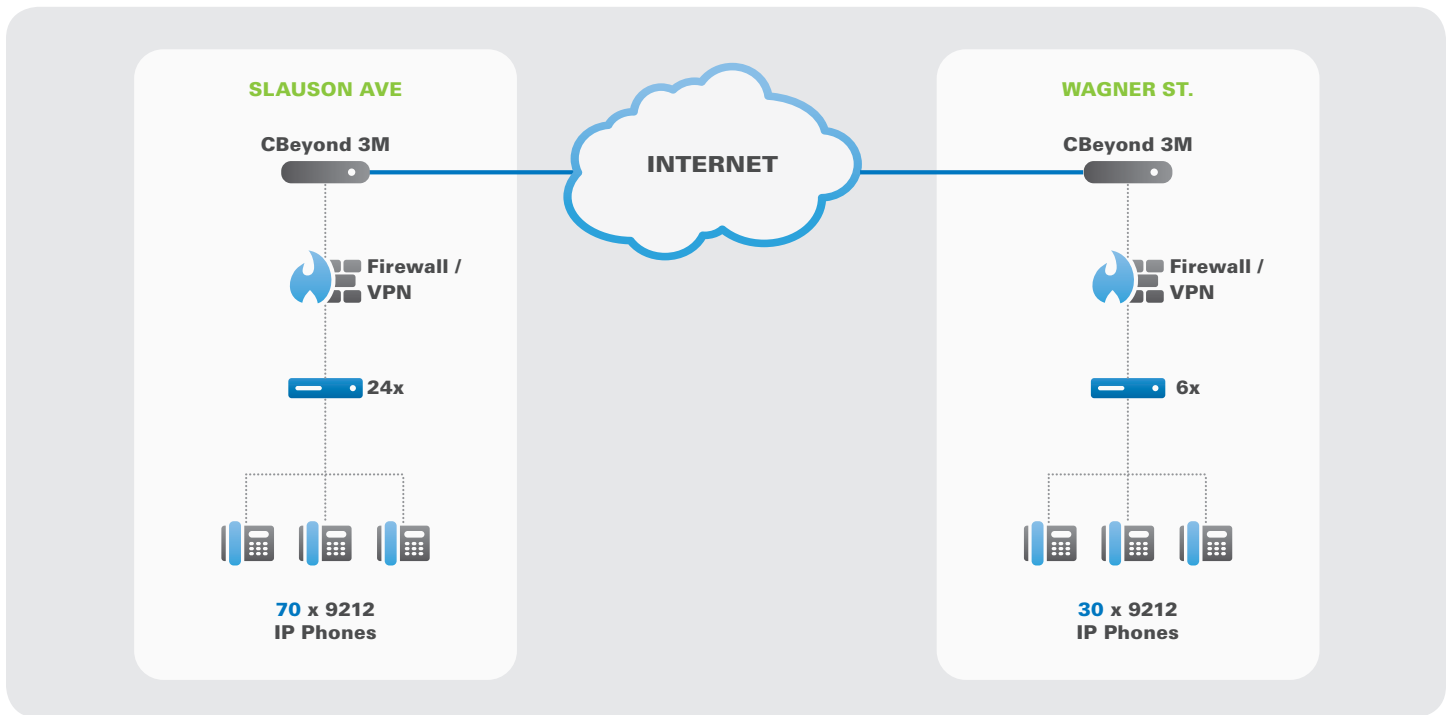 SLAUSON AVE
CBeyond 3M
Firewall /
VPN
24x
70 x 9212
IP Phones
INTERNET
WAGNER ST.
CBeyond 3M
Firewall /
VPN
6x
30 x 9212
IP Phones